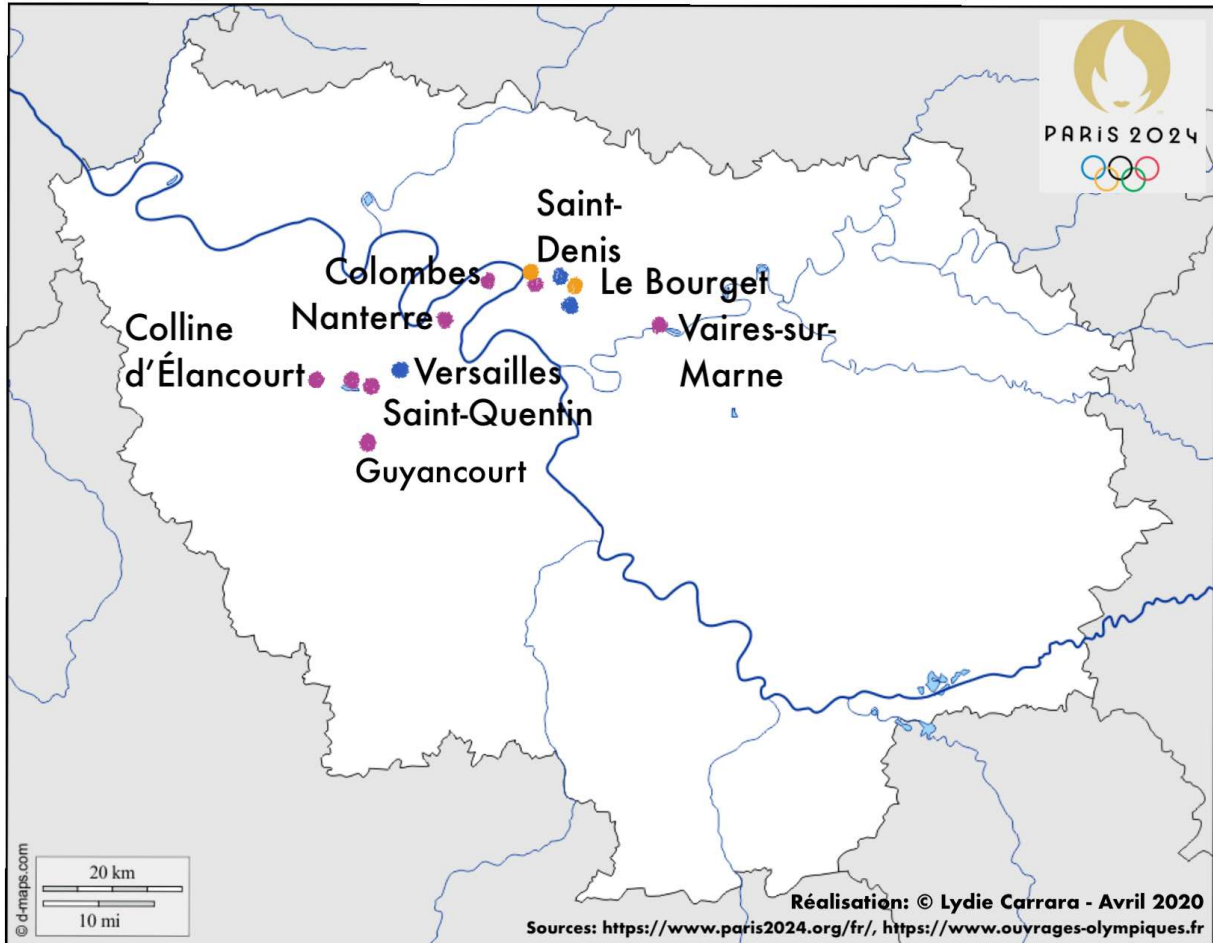 PARIS 2024
Saint-
Denis
Colombes
Le Bourget
Nanterre
Vaires-sur-
Marne
Colline
d'Élancourt
Versailles
Saint-Quentin
Guyancourt
© d-maps.com
20 km
10 mi
Réalisation: © Lydie Carrara - Avril 2020
Sources: https://www.paris2024.org/fr/, https://www.ouvrages-olympiques.fr